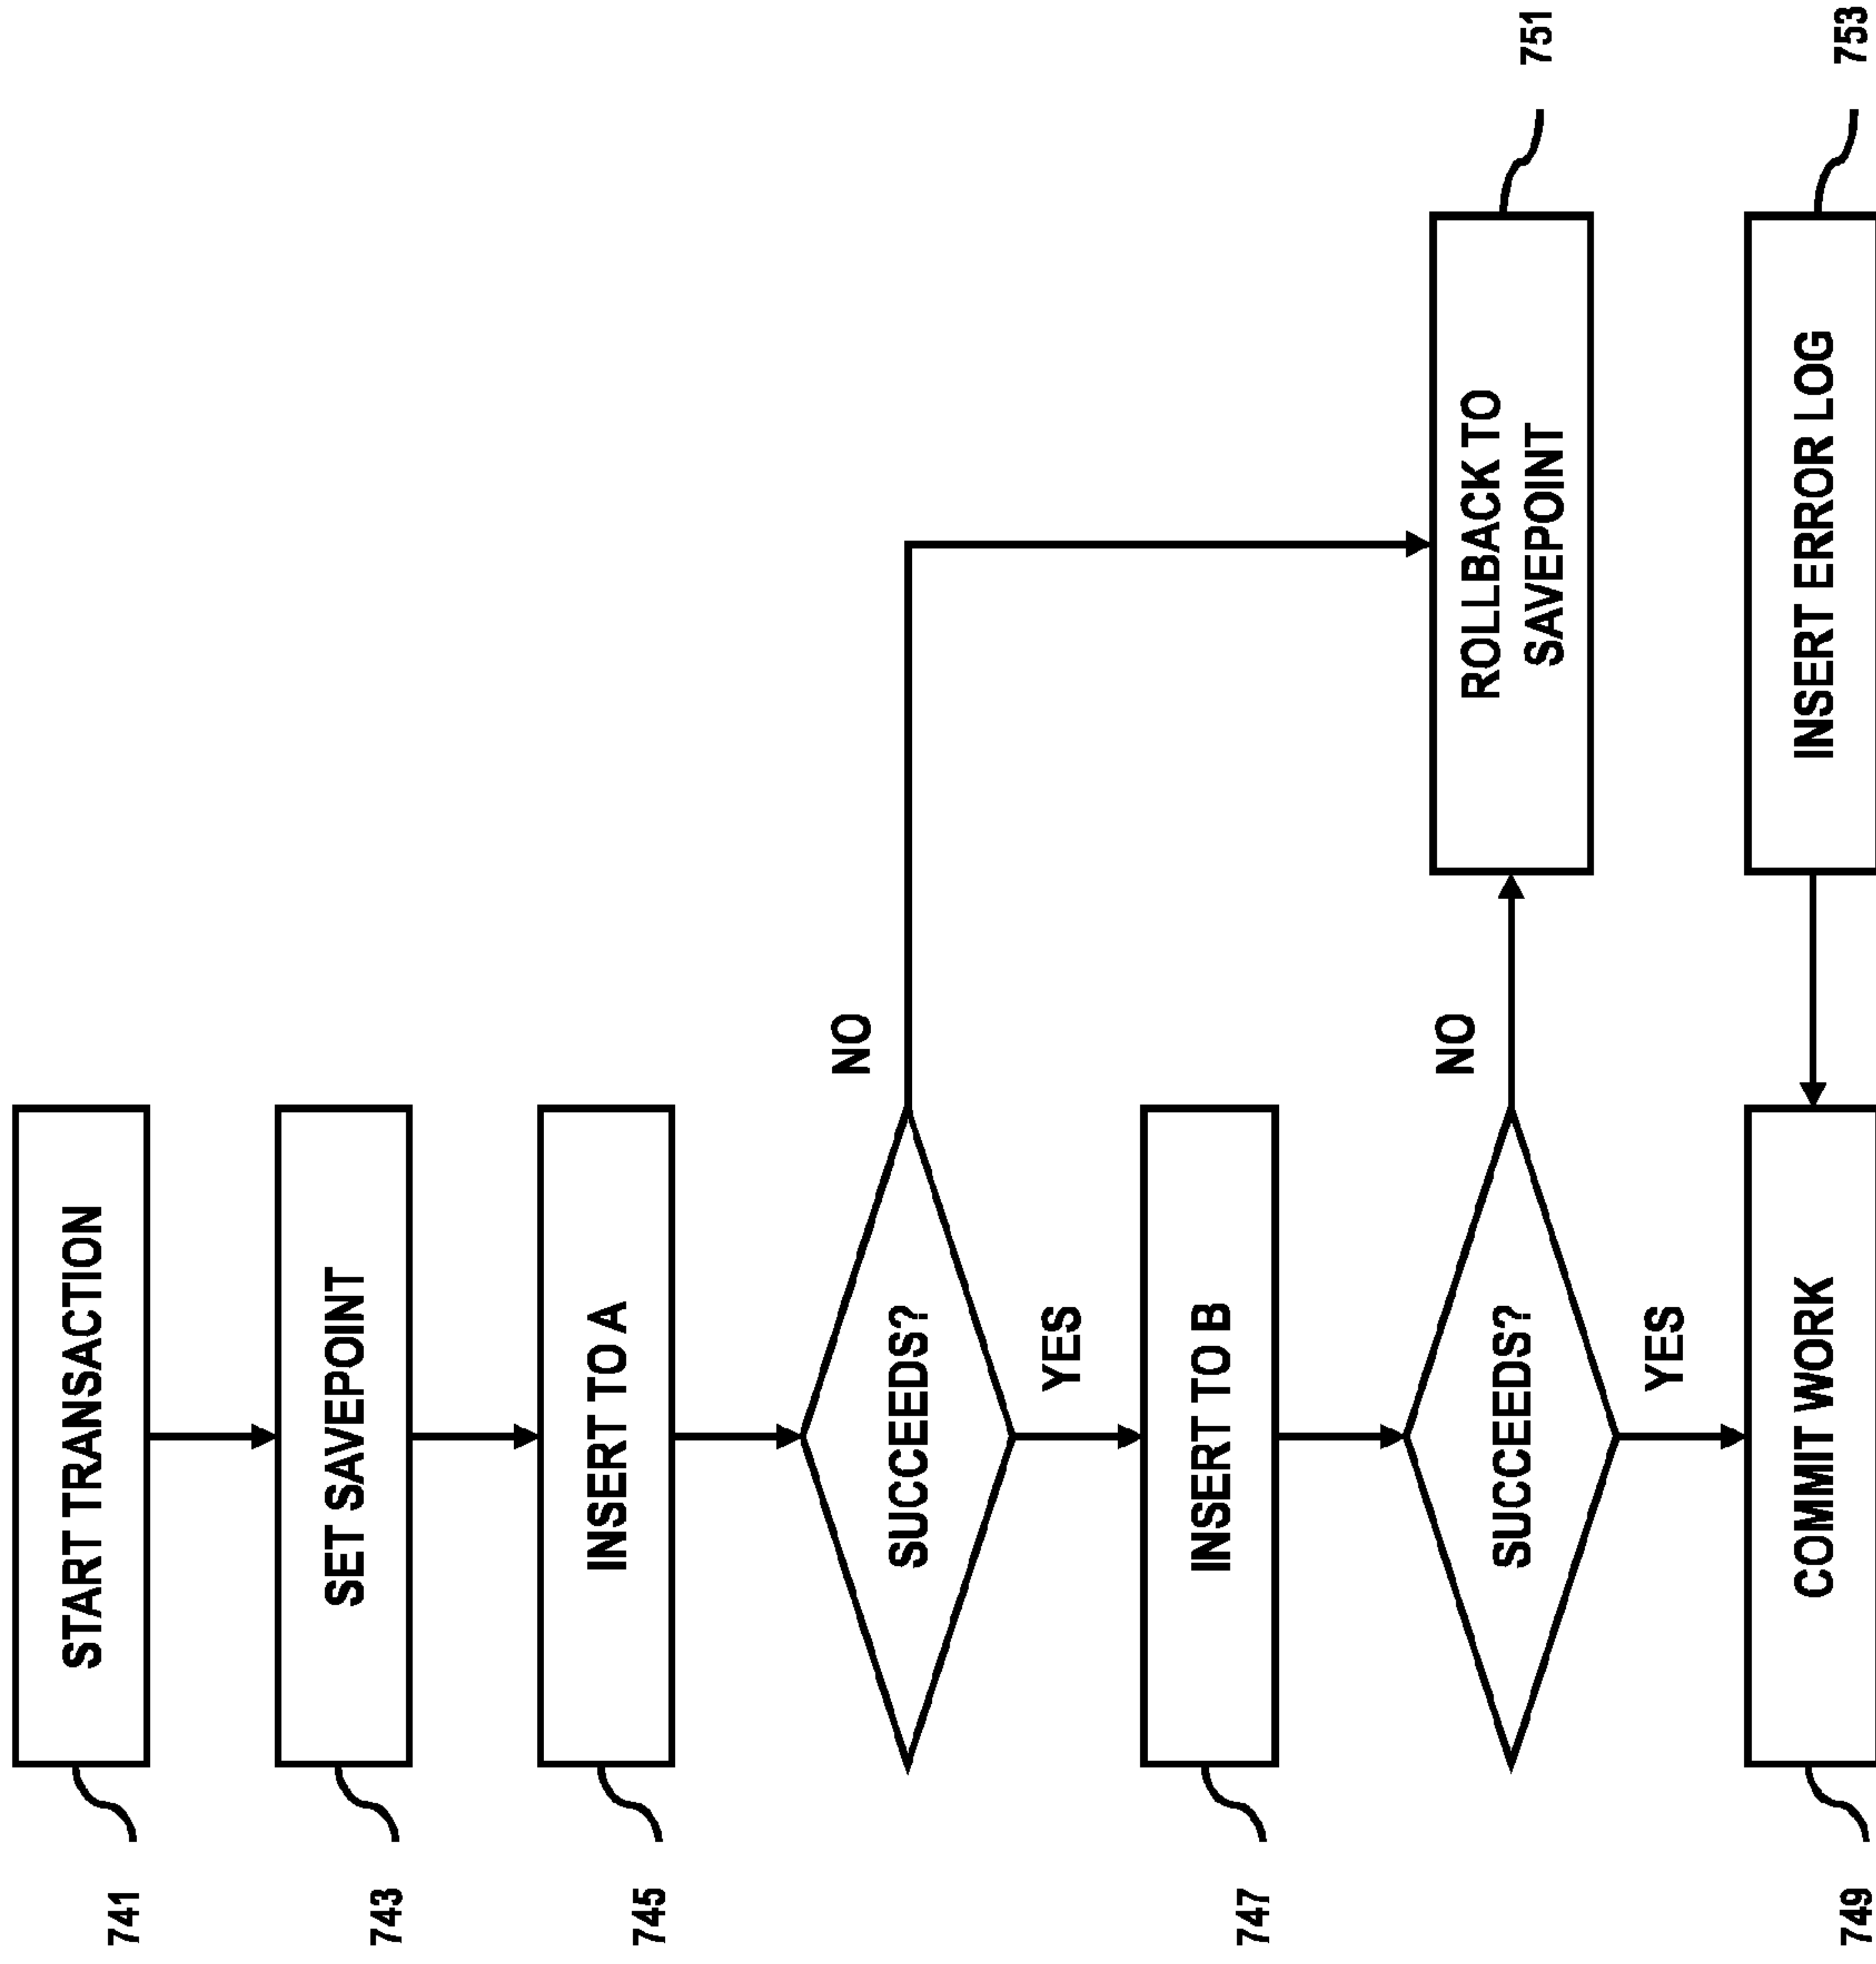 START TRANSACTION
741
SET SAVEPOINT
743
INSERT TO A
745
SUCCEEDS?
NO
YES
INSERT TO B
747
SUCCEEDS?
NO
ROLLBACK TO
SAVEPOINT
751
YES
COMMIT WORK
749
INSERT ERROR LOG
753